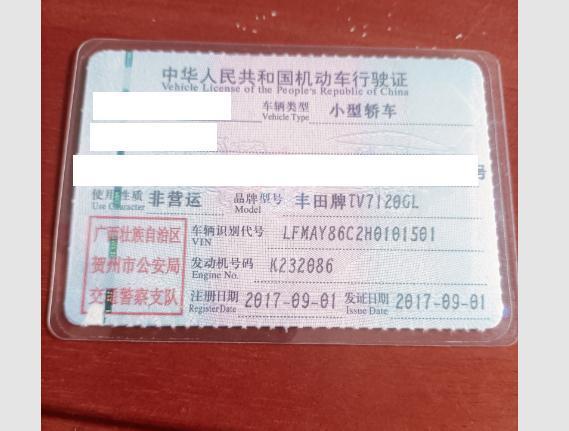 中华人民共和国机动车行驶证
Vehicle License of the People's Republic of China
车辆类型 小型轿车
Vehicle Type
号
使用性质 非营运 品牌型号 丰田牌TV7120GL
Use Character Model
广西壮族自治区
贺州市公安局
交通警察支队
车辆识别代号 LFMAY86C2H0101501
VIN
发动机号码 K232086
Engine No.
注册日期 2017-09-01 发证日期 2017-09-01
Register Date Issue Date